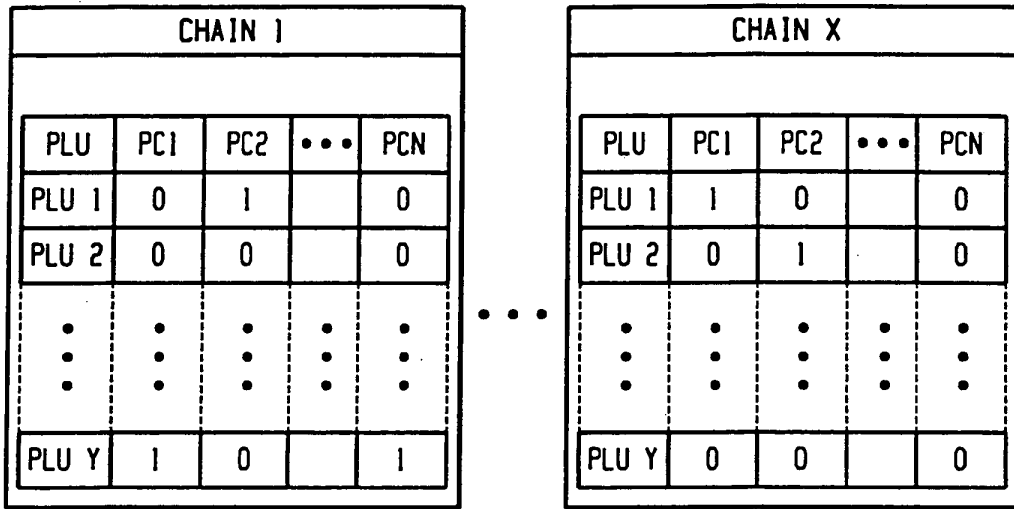 CHAIN 1
PLU PC1 PC2 ••• PCN
PLU 1 0 1 0
PLU 2 0 0 0
PLU Y 1 0 1
•••
CHAIN X
PLU PC1 PC2 ••• PCN
PLU 1 1 0 0
PLU 2 0 1 0
PLU Y 0 0 0